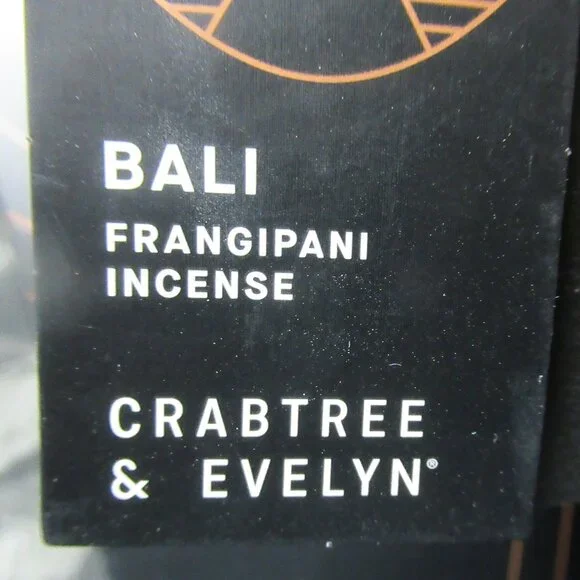 BALI
FRANGIPANI
INCENSE
CRABTREE
& EVELYN®